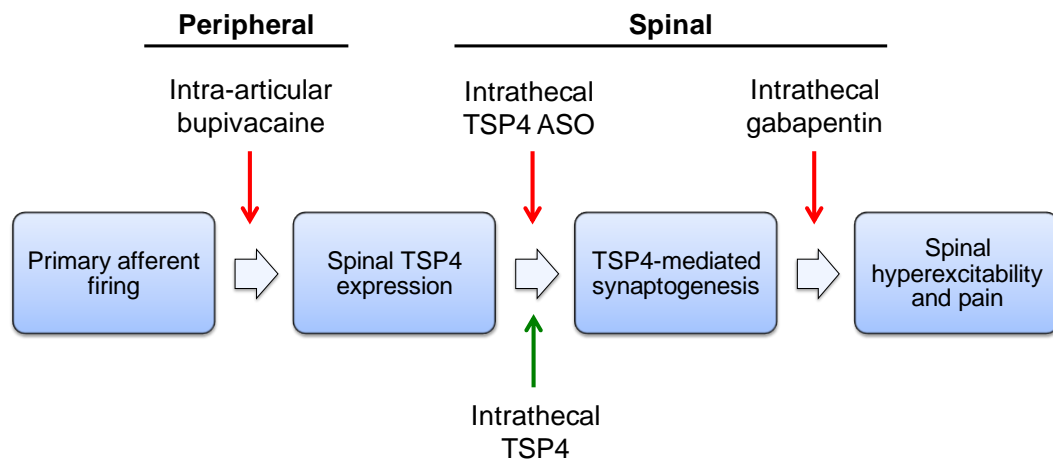 Peripheral
Spinal
Intra-articular
bupivacaine
Intrathecal
TSP4 ASO
Intrathecal
gabapentin
Primary afferent
firing
Spinal TSP4
expression
TSP4-mediated
synaptogenesis
Spinal
hyperexcitability
and pain
Intrathecal
TSP4